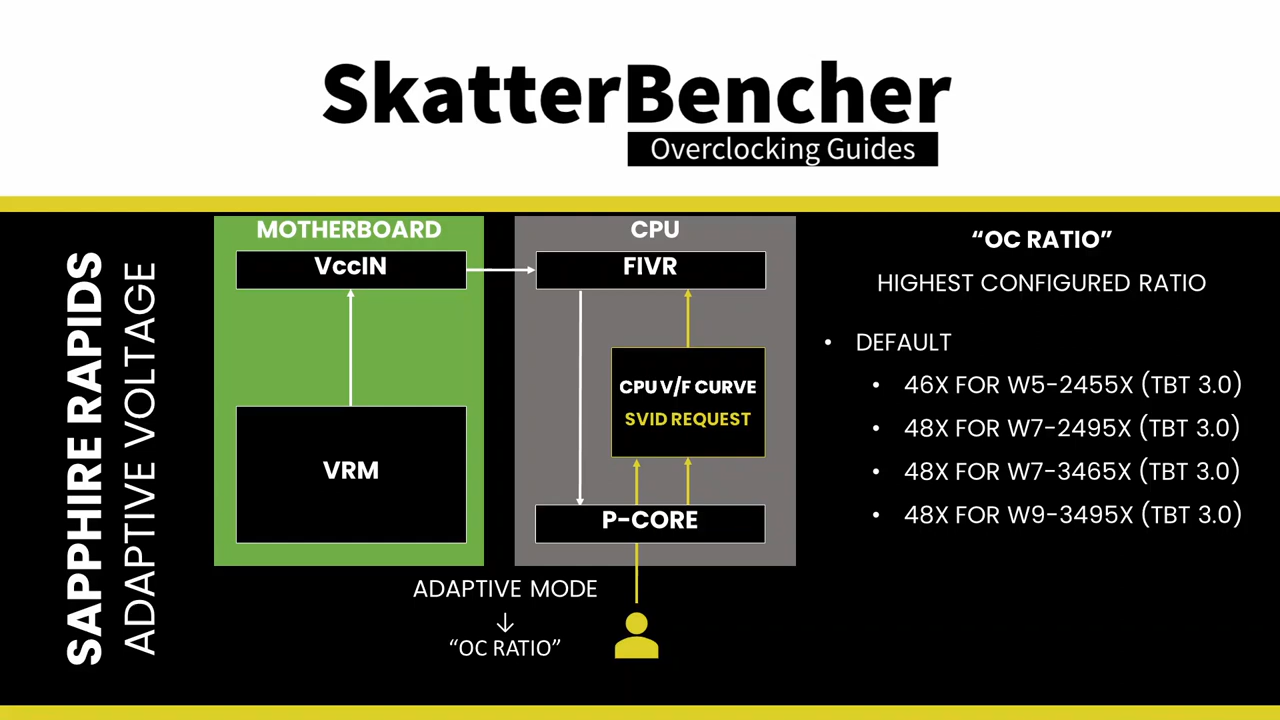 SkatterBencher
Overclocking Guides
SAPPHIRE RAPIDS
ADAPTIVE VOLTAGE
MOTHERBOARD
VccIN
VRM
CPU
FIVR
CPU V/F CURVE
SVID REQUEST
P-CORE
ADAPTIVE MODE
↓
“OC RATIO”
“OC RATIO”
HIGHEST CONFIGURED RATIO
• DEFAULT
• 46X FOR W5-2455X (TBT 3.0)
• 48X FOR W7-2495X (TBT 3.0)
• 48X FOR W7-3465X (TBT 3.0)
• 48X FOR W9-3495X (TBT 3.0)